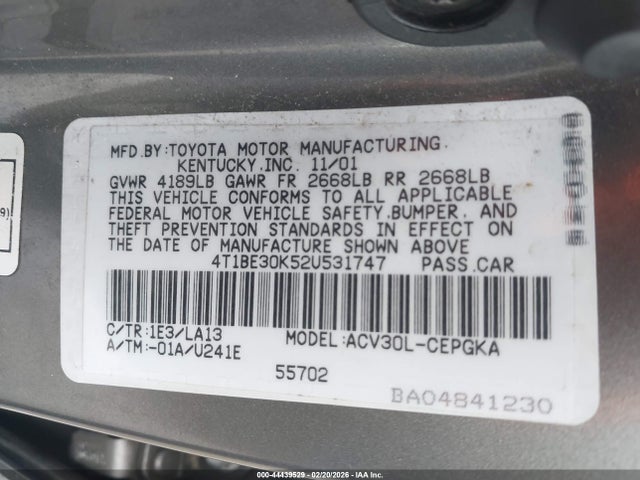 MFD.BY:TOYOTA MOTOR MANUFACTURING
KENTUCKY,INC. 11/01
GVWR 4189LB GAWR FR 2668LB RR 2668LB
THIS VEHICLE CONFORMS TO ALL APPLICABLE
FEDERAL MOTOR VEHICLE SAFETY,BUMPER, AND
THEFT PREVENTION STANDARDS IN EFFECT ON
THE DATE OF MANUFACTURE SHOWN ABOVE
4T1BE30K52U531747 PASS.CAR
C/TR:1E3/LA13 MODEL:ACV30L-CEPGKA
A/TM:-01A/U241E
55702
BA04841230
9)
000-44439529 - 02/20/2026 - IAA Inc.